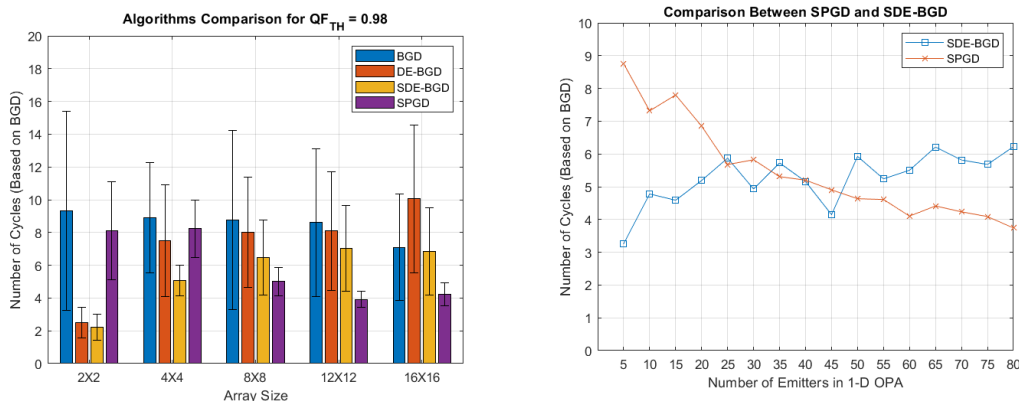 Algorithms Comparison for QF_TH = 0.98
Number of Cycles (Based on BGD)
20
18
16
14
12
10
8
6
4
2
0
BGD
DE-BGD
SDE-BGD
SPGD
2X2 4X4 8X8 12X12 16X16
Array Size
Comparison Between SPGD and SDE-BGD
Number of Cycles (Based on BGD)
10
9
8
7
6
5
4
3
2
1
0
SDE-BGD
SPGD
5 10 15 20 25 30 35 40 45 50 55 60 65 70 75 80
Number of Emitters in 1-D OPA